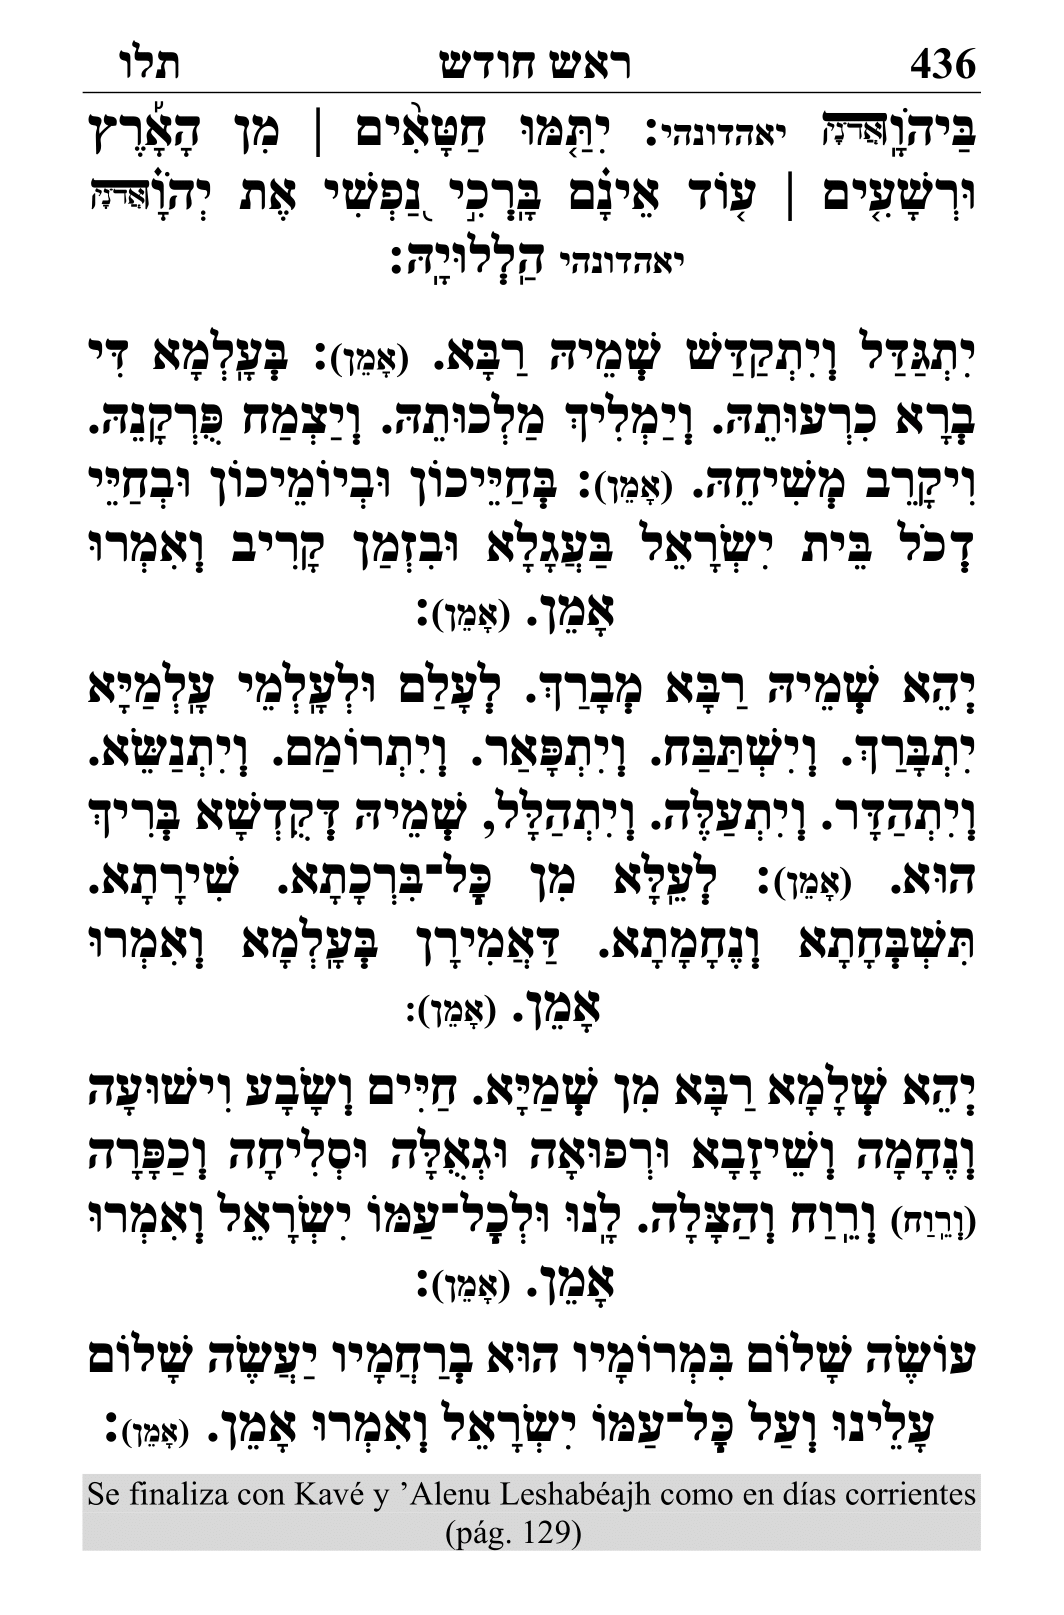 436 ראש חודש תלו
בַּיהוָֹאֲדֹנָי יאהדונהי: יִתַּ֤מּוּ חַטָּאִ֨ים | מִן הָאָ֡רֶץ
וּרְשָׁעִ֤ים | ע֤וֹד אֵינָ֗ם בָּרְכִ֣י נַ֭פְשִׁי אֶת יְהוָֹ֗אֲדֹנָי
יאהדונהי הַֽלְלוּיָֽהּ:
יִתְגַּדַּל וְיִתְקַדַּשׁ שְׁמֵיהּ רַבָּא. (אָמֵן): בְּעָלְמָא דִּי
בְרָא כִרְעוּתֵהּ. וְיַמְלִיךְ מַלְכוּתֵהּ. וְיַצְמַח פֻּרְקָנֵהּ.
וִיקָרֵב מְשִׁיחֵהּ. (אָמֵן): בְּחַיֵּיכוֹן וּבְיוֹמֵיכוֹן וּבְחַיֵּי
דְכֹל בֵּית יִשְׂרָאֵל בַּעֲגָלָא וּבִזְמַן קָרִיב וְאִמְרוּ
אָמֵן. (אָמֵן):
יְהֵא שְׁמֵיהּ רַבָּא מְבָרַךְ. לְעָלַם וּלְעָלְמֵי עָלְמַיָּא
יִתְבָּרַךְ. וְיִשְׁתַּבַּח. וְיִתְפָּאַר. וְיִתְרוֹמַם. וְיִתְנַשֵּׂא.
וְיִתְהַדָּר. וְיִתְעַלֶּה. וְיִתְהַלָּל, שְׁמֵיהּ דְּקֻדְשָׁא בְּרִיךְ
הוּא. (אָמֵן): לְעֵלָּא מִן כָּל־בִּרְכָתָא. שִׁירָתָא.
תִּשְׁבְּחָתָא וְנֶחָמָתָא. דַּאֲמִירָן בְּעָלְמָא וְאִמְרוּ
אָמֵן. (אָמֵן):
יְהֵא שְׁלָמָא רַבָּא מִן שְׁמַיָּא. חַיִּים וְשָׂבָע וִישׁוּעָה
וְנֶחָמָה וְשֵׁיזָבָא וּרְפוּאָה וּגְאֻלָּה וּסְלִיחָה וְכַפָּרָה
(וְרֵוַח) וְרֵוַח וְהַצָּלָה. לָנוּ וּלְכָל־עַמּוֹ יִשְׂרָאֵל וְאִמְרוּ
אָמֵן. (אָמֵן):
עוֹשֶׂה שָׁלוֹם בִּמְרוֹמָיו הוּא בְרַחֲמָיו יַעֲשֶׂה שָׁלוֹם
עָלֵינוּ וְעַל כָּל־עַמּוֹ יִשְׂרָאֵל וְאִמְרוּ אָמֵן. (אָמֵן):
Se finaliza con Kavé y ’Alenu Leshabéajh como en días corrientes
(pág. 129)